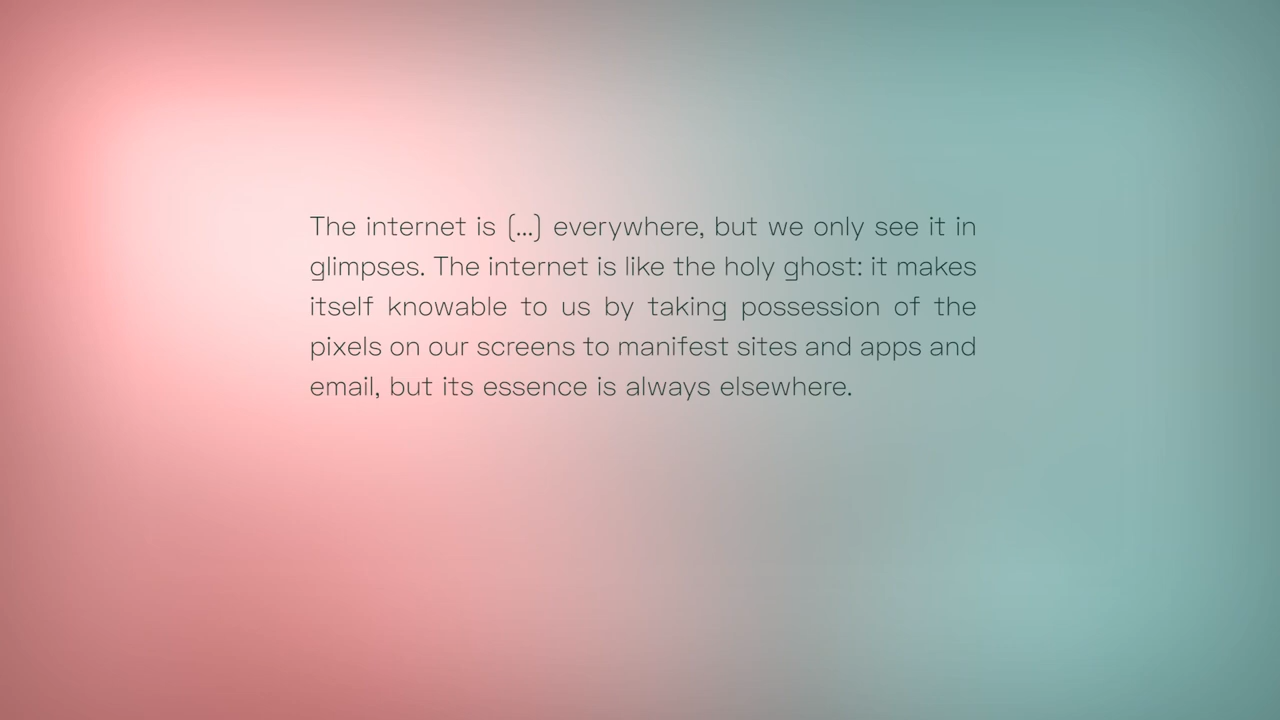 The internet is (...) everywhere, but we only see it in
glimpses. The internet is like the holy ghost: it makes
itself knowable to us by taking possession of the
pixels on our screens to manifest sites and apps and
email, but its essence is always elsewhere.